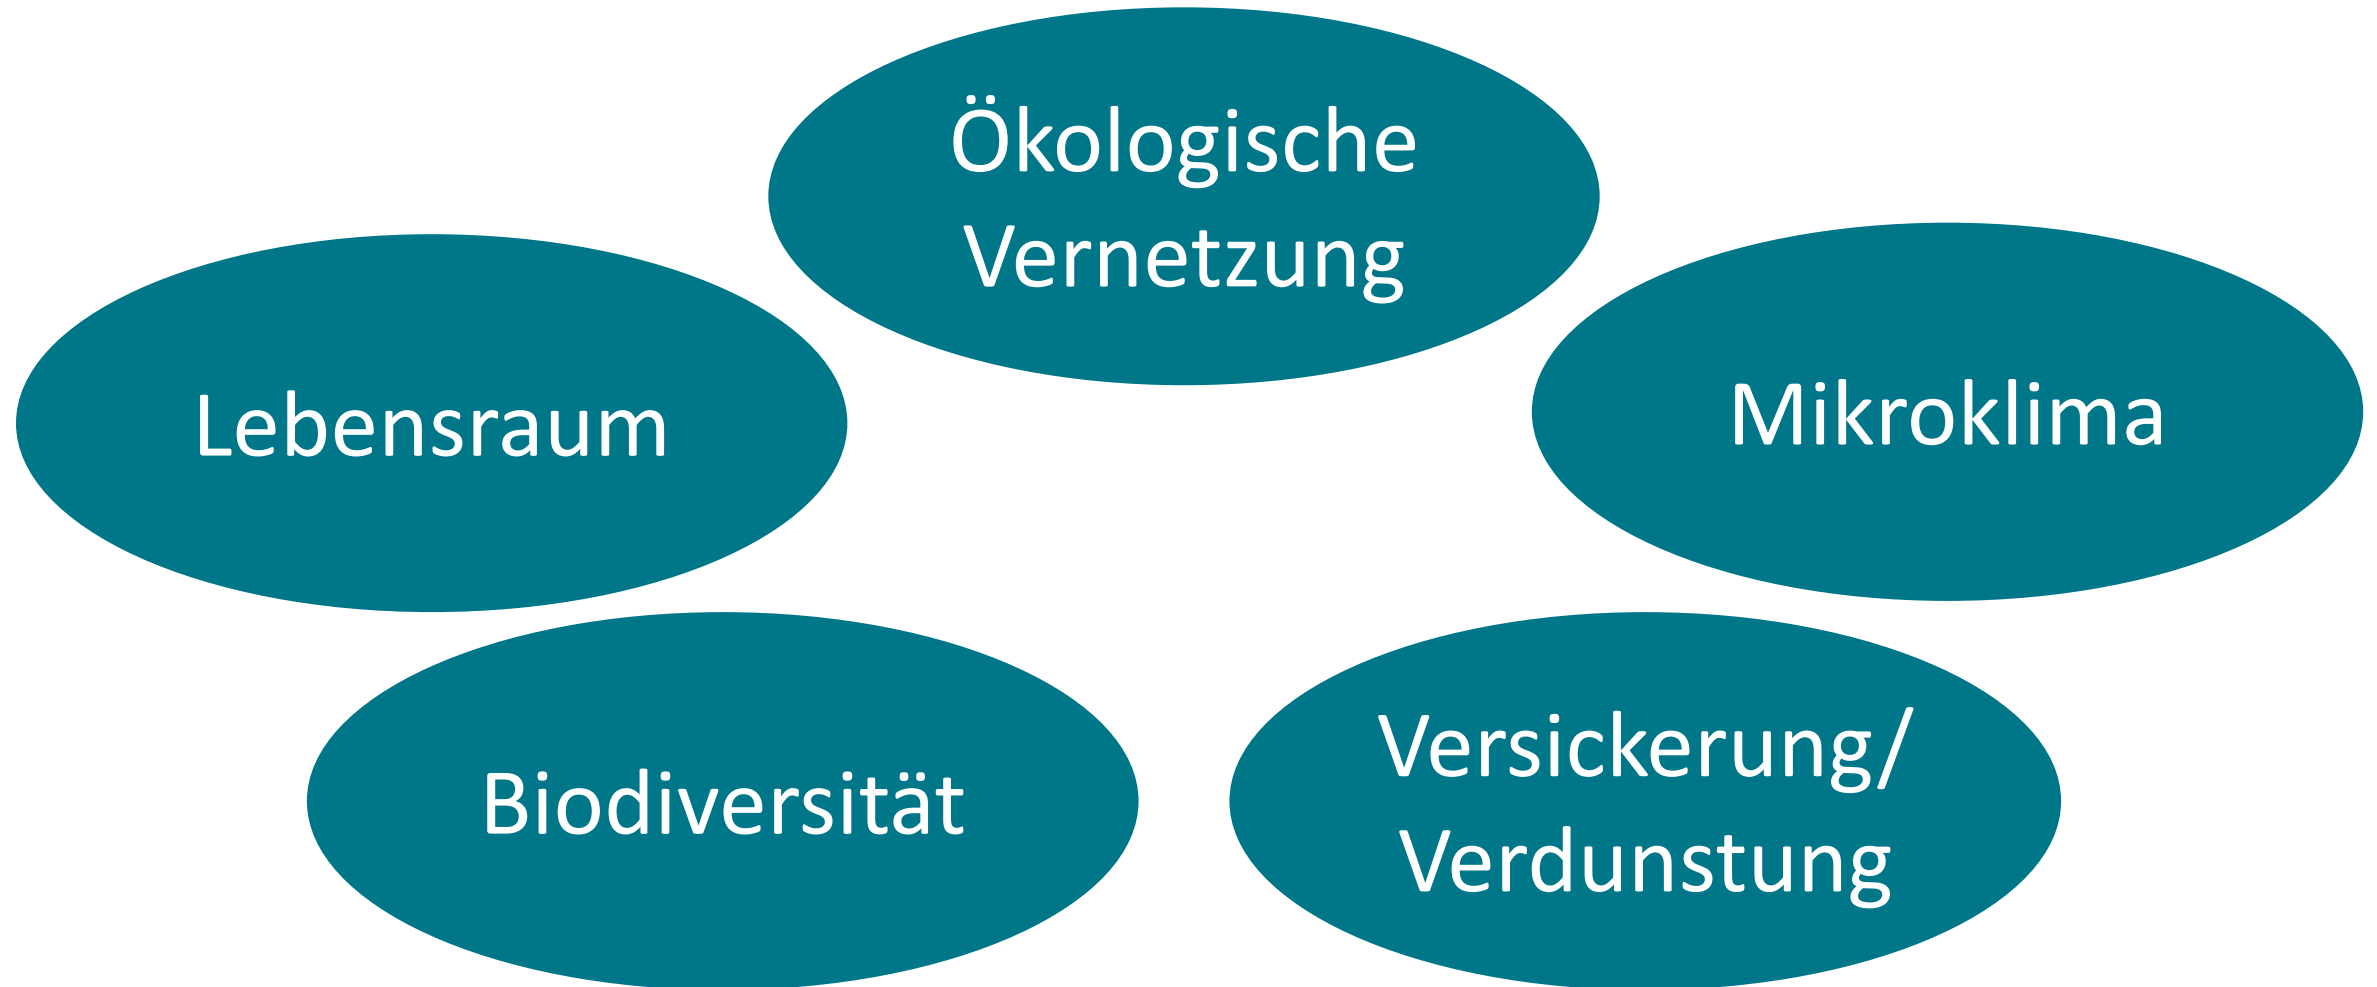 Ökologische
Vernetzung
Lebensraum
Mikroklima
Biodiversität
Versickerung/
Verdunstung